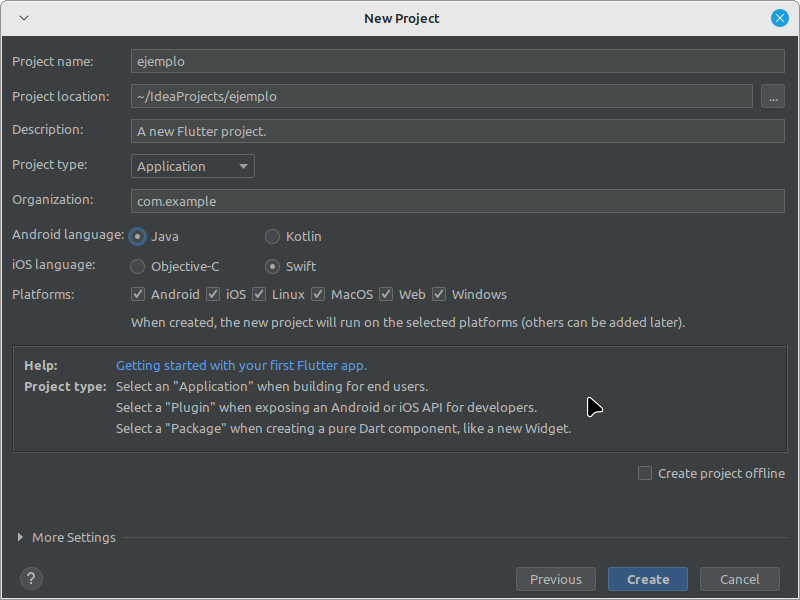 New Project
Project name: ejemplo
Project location: ~/IdeaProjects/ejemplo ...
Description: A new Flutter project.
Project type: Application
Organization: com.example
Android language: Java Kotlin
iOS language: Objective-C Swift
Platforms: Android iOS Linux MacOS Web Windows
When created, the new project will run on the selected platforms (others can be added later).
Help: Getting started with your first Flutter app.
Project type: Select an "Application" when building for end users.
Select a "Plugin" when exposing an Android or iOS API for developers.
Select a "Package" when creating a pure Dart component, like a new Widget.
Create project offline
More Settings
? Previous Create Cancel